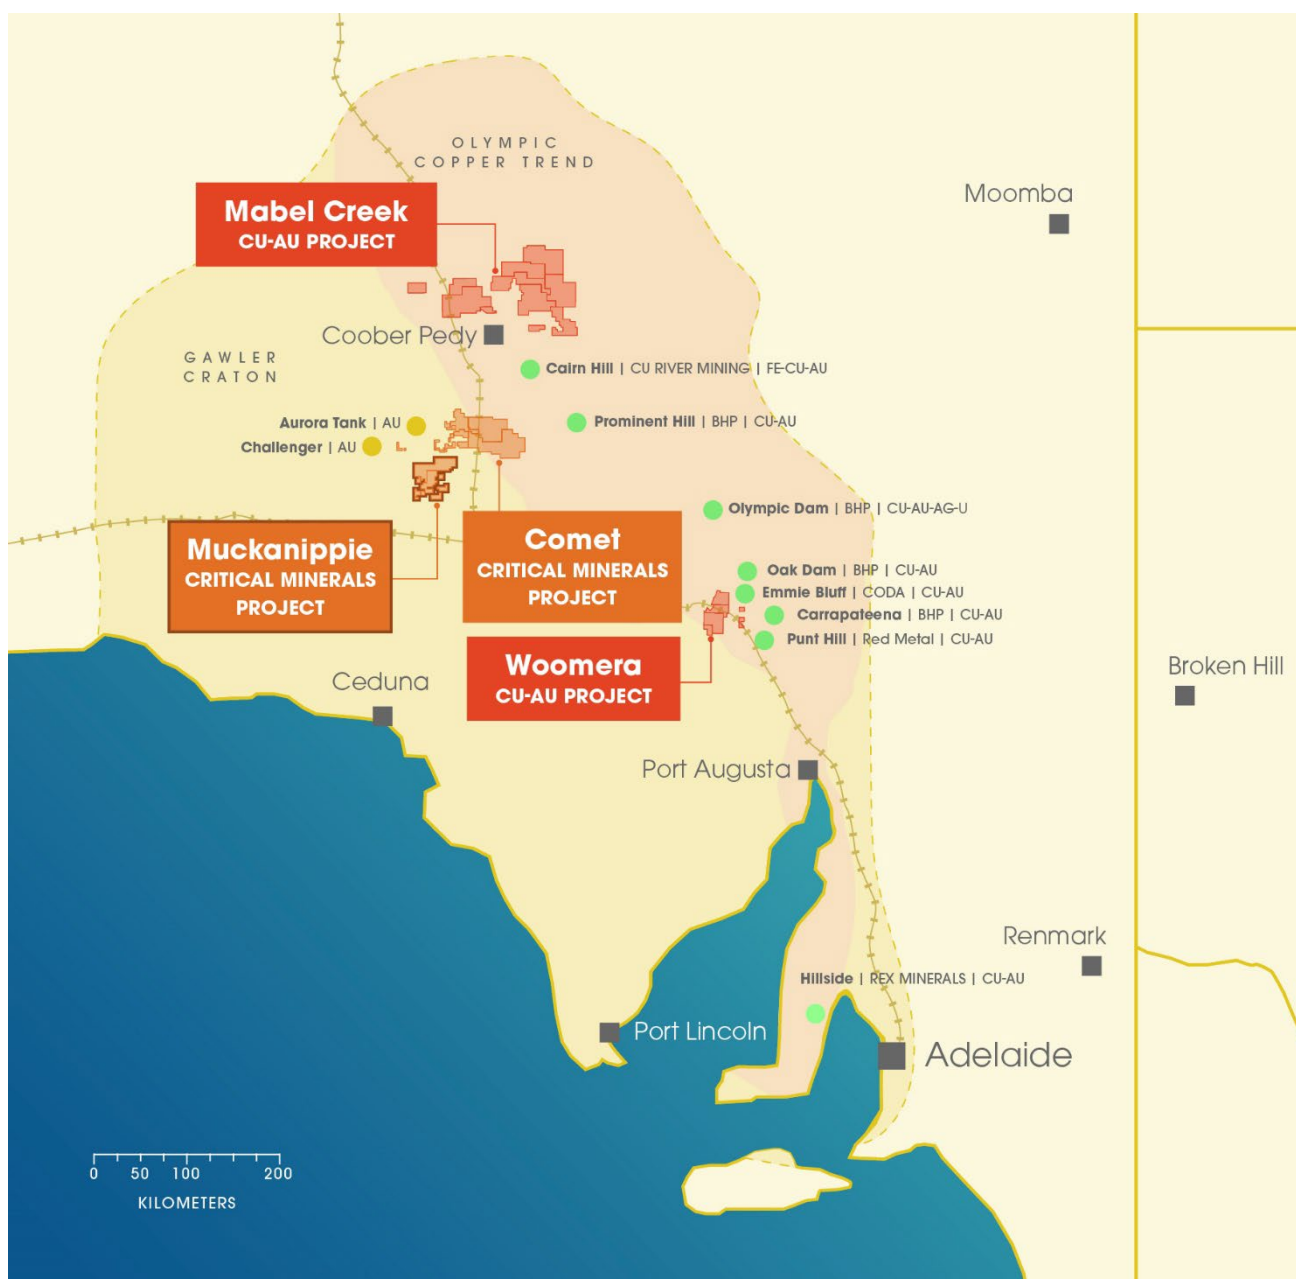 OLYMPIC
COPPER TREND
Moomba
Mabel Creek
CU-AU PROJECT
Coober Pedy
GAWLER
CRATON
Cairn Hill | CU RIVER MINING | FE-CU-AU
Aurora Tank | AU
Prominent Hill | BHP | CU-AU
Challenger | AU
Olympic Dam | BHP | CU-AU-AG-U
Muckanippie
CRITICAL MINERALS
PROJECT
Comet
CRITICAL MINERALS
PROJECT
Oak Dam | BHP | CU-AU
Emmie Bluff | CODA | CU-AU
Carrapateena | BHP | CU-AU
Punt Hill | Red Metal | CU-AU
Woomera
CU-AU PROJECT
Broken Hill
Ceduna
Port Augusta
Renmark
Hillside | REX MINERALS | CU-AU
Port Lincoln
Adelaide
0 50 100 200
KILOMETERS